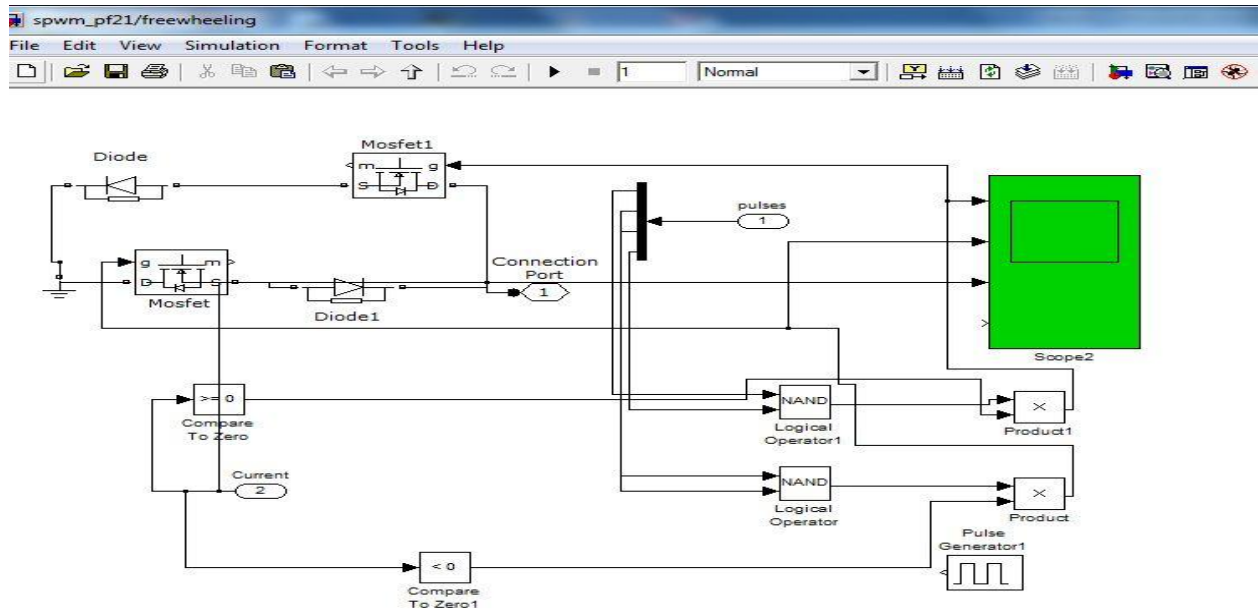 spwm_pf21/freewheeling
File Edit View Simulation Format Tools Help
1 Normal
Diode
Mosfet1
m g
S D
pulses
1
g m
D S
Mosfet
Diode1
Connection
Port
1
Scope2
>= 0
Compare
To Zero
NAND
Logical
Operator1
×
Product1
Current
2
NAND
Logical
Operator
×
Product
Pulse
Generator1
< 0
Compare
To Zero1